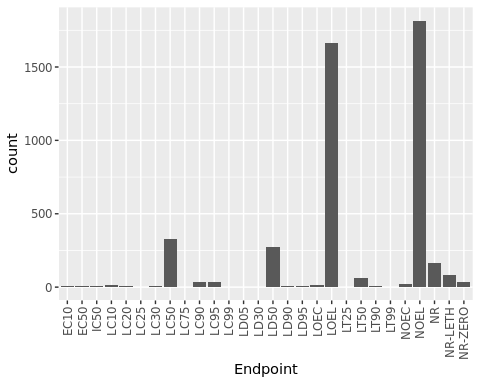 1500
1000
500
0
count
EC10
EC50
IC50
LC10
LC20
LC25
LC30
LC50
LC75
LC90
LC95
LC99
LD05
LD30
LD50
LD90
LD95
LOEC
LOEL
LT25
LT50
LT90
LT99
NOEC
NOEL
NR
NR-LETH
NR-ZERO
Endpoint